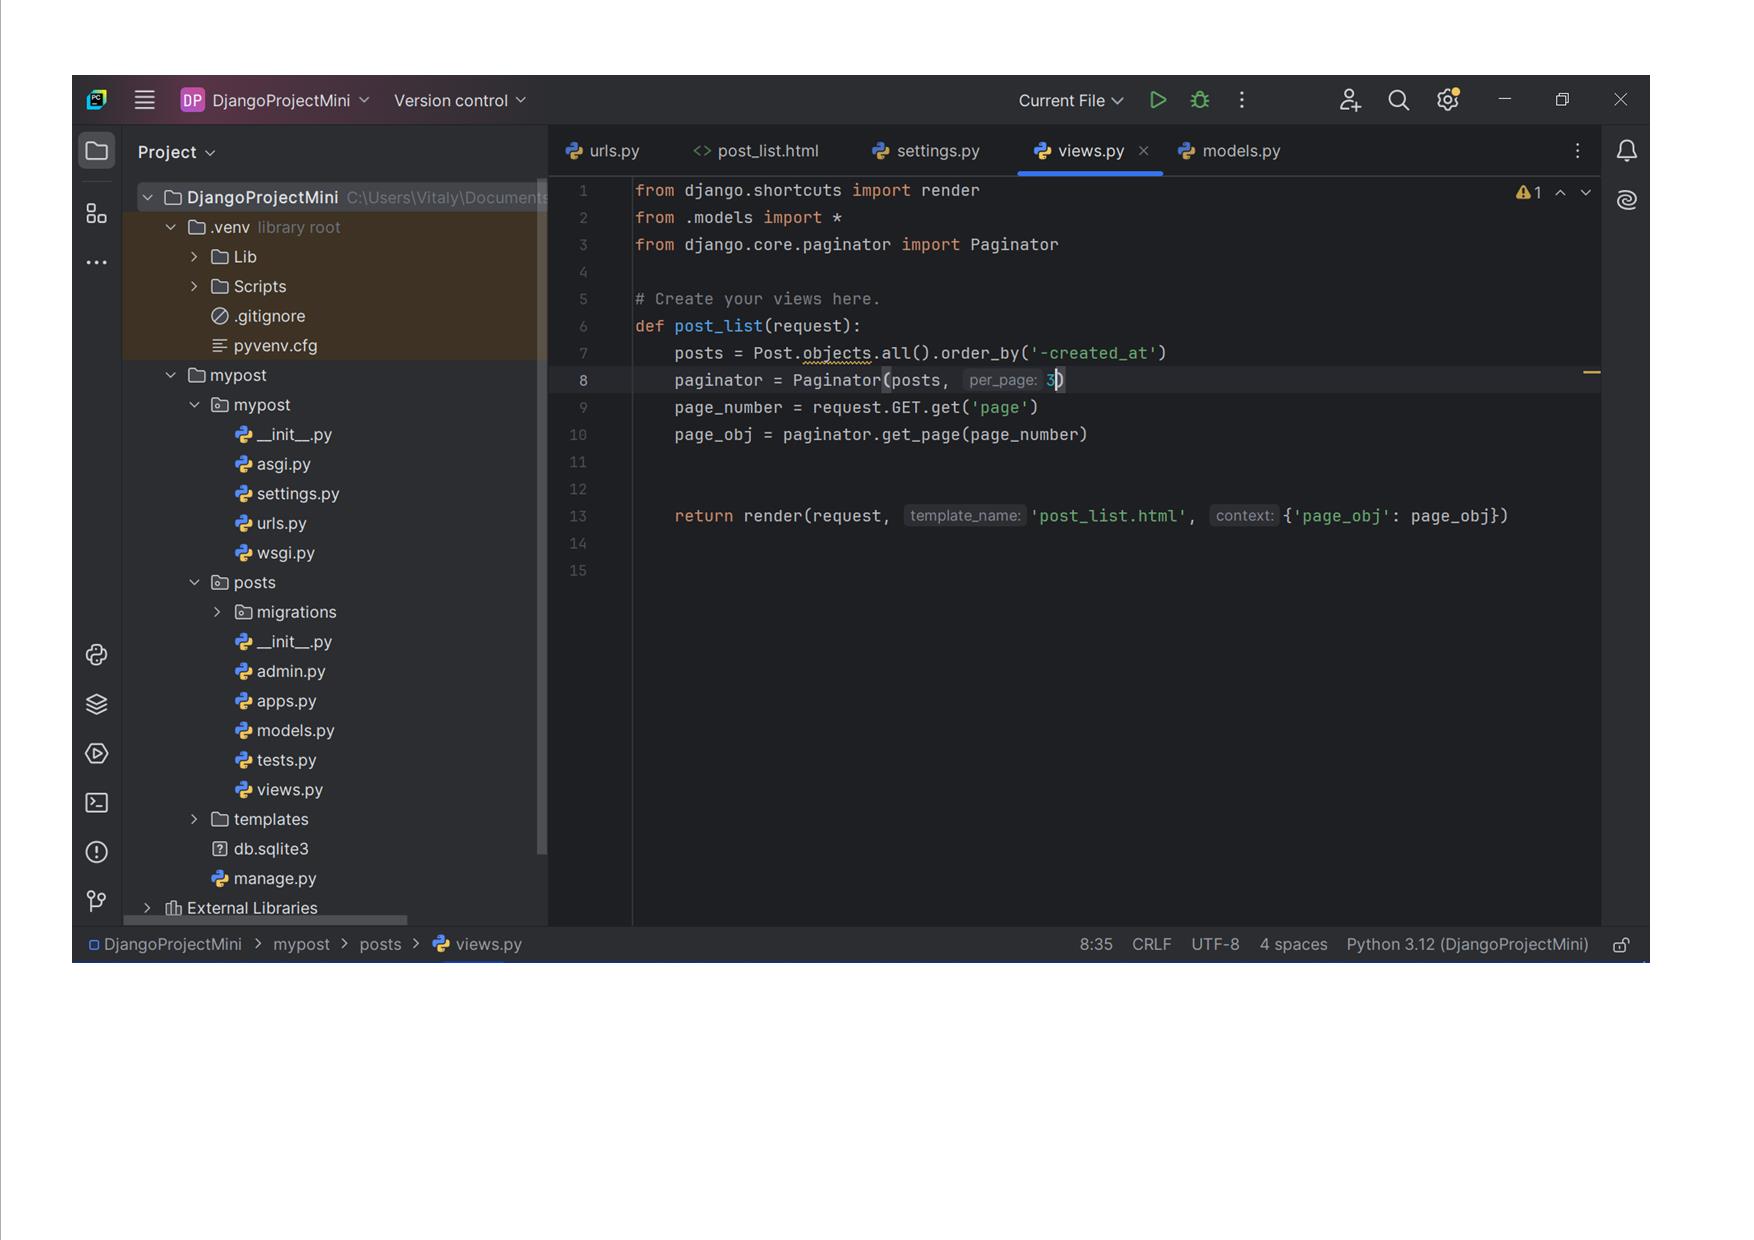 PC
DP DjangoProjectMini Version control Current File
Project
urls.py <> post_list.html settings.py views.py models.py
DjangoProjectMini C:\Users\Vitaly\Documents
.venv library root
Lib
Scripts
.gitignore
pyvenv.cfg
mypost
mypost
__init__.py
asgi.py
settings.py
urls.py
wsgi.py
posts
migrations
__init__.py
admin.py
apps.py
models.py
tests.py
views.py
templates
db.sqlite3
manage.py
External Libraries
1 from django.shortcuts import render
2 from .models import *
3 from django.core.paginator import Paginator
4
5 # Create your views here.
6 def post_list(request):
7 posts = Post.objects.all().order_by('-created_at')
8 paginator = Paginator(posts, per_page: 3)
9 page_number = request.GET.get('page')
10 page_obj = paginator.get_page(page_number)
11
12
13 return render(request, template_name: 'post_list.html', context: {'page_obj': page_obj})
14
15
1
DjangoProjectMini > mypost > posts > views.py 8:35 CRLF UTF-8 4 spaces Python 3.12 (DjangoProjectMini)